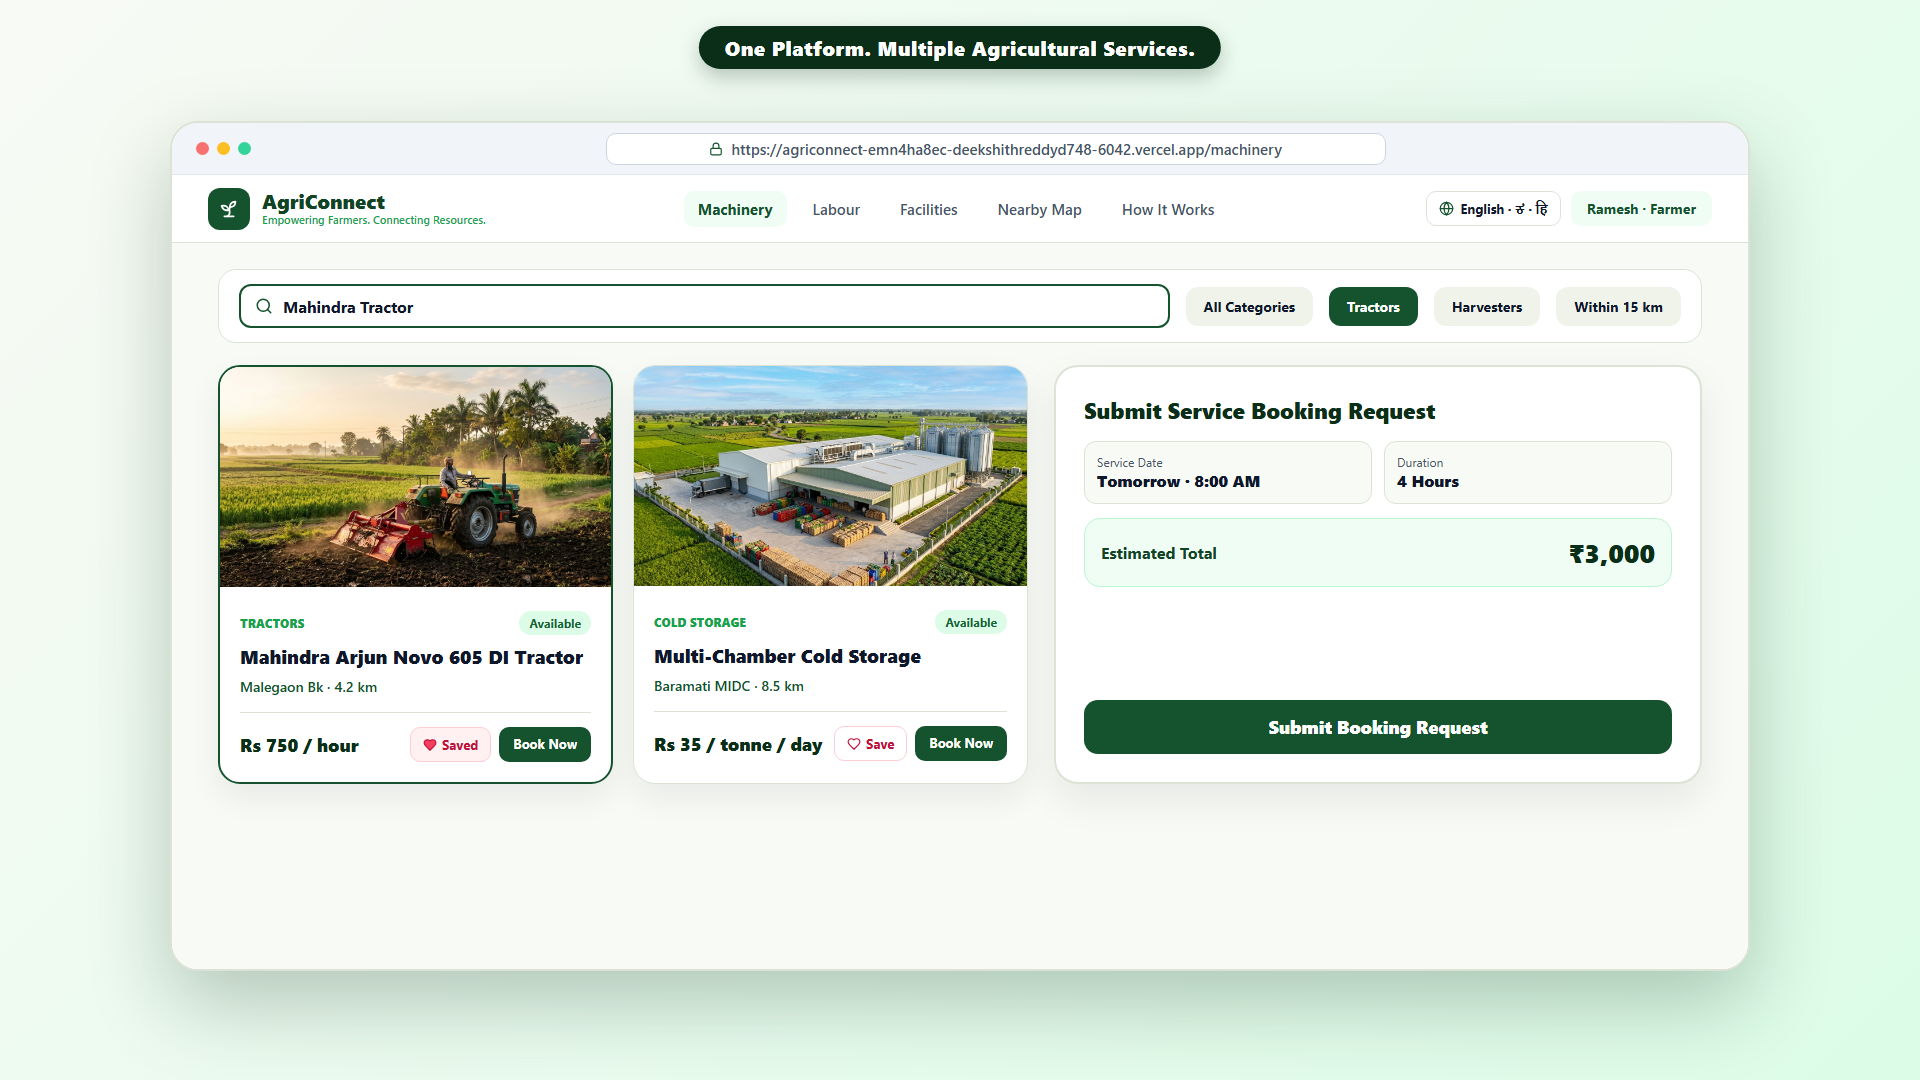 One Platform. Multiple Agricultural Services.
https://agriconnect-emn4ha8ec-deekshithreddyd748-6042.vercel.app/machinery
AgriConnect
Empowering Farmers. Connecting Resources.
Machinery
Labour
Facilities
Nearby Map
How It Works
English · ಕ · हि
Ramesh · Farmer
Mahindra Tractor
All Categories
Tractors
Harvesters
Within 15 km
TRACTORS
Available
Mahindra Arjun Novo 605 DI Tractor
Malegaon Bk · 4.2 km
Rs 750 / hour
Saved
Book Now
COLD STORAGE
Available
Multi-Chamber Cold Storage
Baramati MIDC · 8.5 km
Rs 35 / tonne / day
Save
Book Now
Submit Service Booking Request
Service Date
Tomorrow · 8:00 AM
Duration
4 Hours
Estimated Total
₹3,000
Submit Booking Request